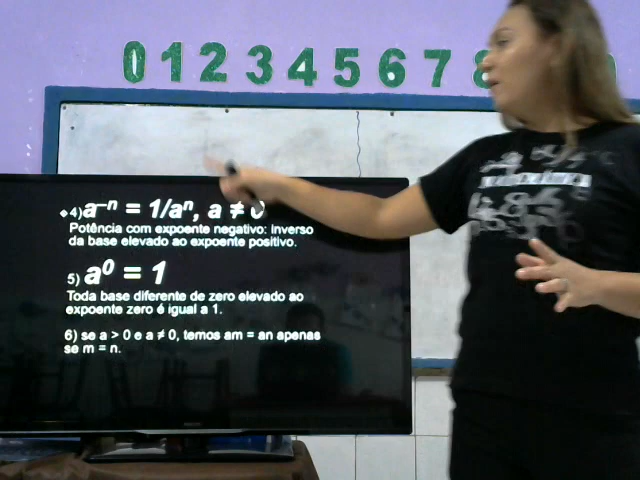 0 1 2 3 4 5 6 7 8
4) a⁻ⁿ = 1/aⁿ, a ≠ 0
Potência com expoente negativo: Inverso
da base elevado ao expoente positivo.
5) a⁰ = 1
Toda base diferente de zero elevado ao
expoente zero é igual a 1.
6) se a > 0 e a ≠ 0, temos am = an apenas
se m = n.